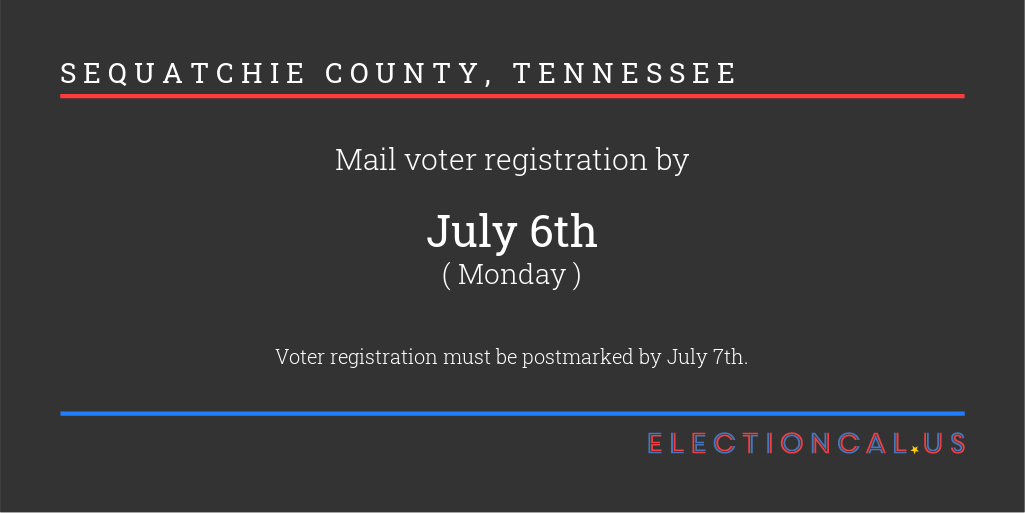 SEQUATCHIE COUNTY, TENNESSEE
Mail voter registration by
July 6th
( Monday )
Voter registration must be postmarked by July 7th.
ELECTIONCAL.US